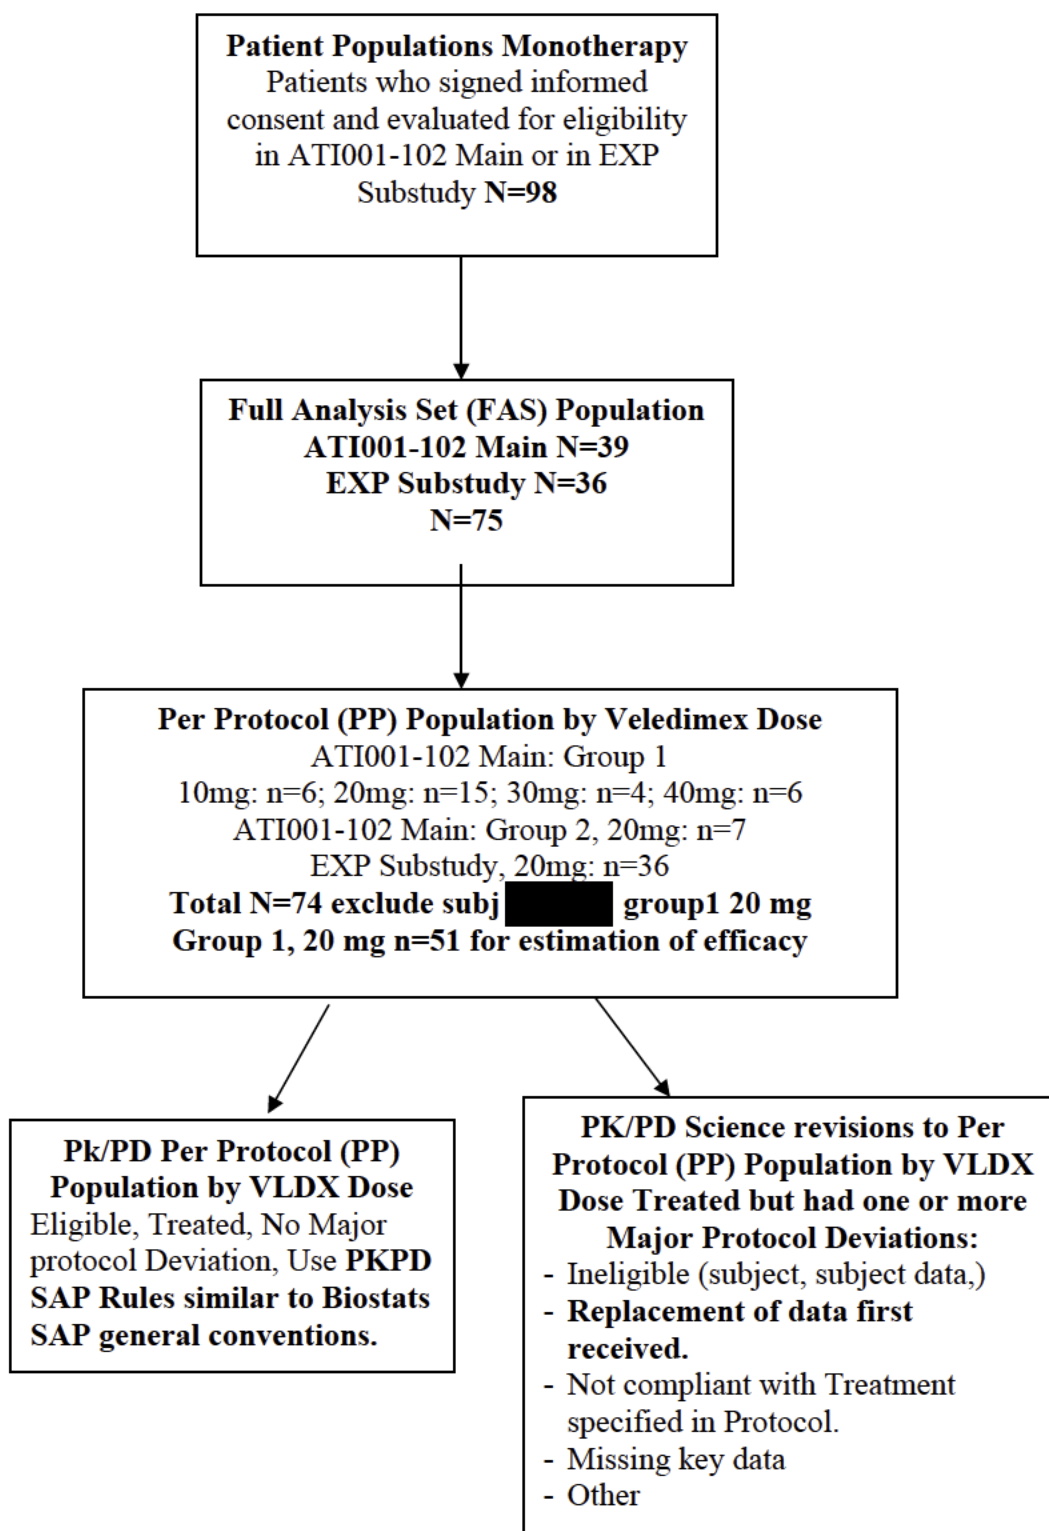 Patient Populations Monotherapy
Patients who signed informed
consent and evaluated for eligibility
in ATI001-102 Main or in EXP
Substudy N=98
Full Analysis Set (FAS) Population
ATI001-102 Main N=39
EXP Substudy N=36
N=75
Per Protocol (PP) Population by Veledimex Dose
ATI001-102 Main: Group 1
10mg: n=6; 20mg: n=15; 30mg: n=4; 40mg: n=6
ATI001-102 Main: Group 2, 20mg: n=7
EXP Substudy, 20mg: n=36
Total N=74 exclude subj group1 20 mg
Group 1, 20 mg n=51 for estimation of efficacy
Pk/PD Per Protocol (PP)
Population by VLDX Dose
Eligible, Treated, No Major
protocol Deviation, Use PKPD
SAP Rules similar to Biostats
SAP general conventions.
PK/PD Science revisions to Per
Protocol (PP) Population by VLDX
Dose Treated but had one or more
Major Protocol Deviations:
- Ineligible (subject, subject data,)
- Replacement of data first
received.
- Not compliant with Treatment
specified in Protocol.
- Missing key data
- Other